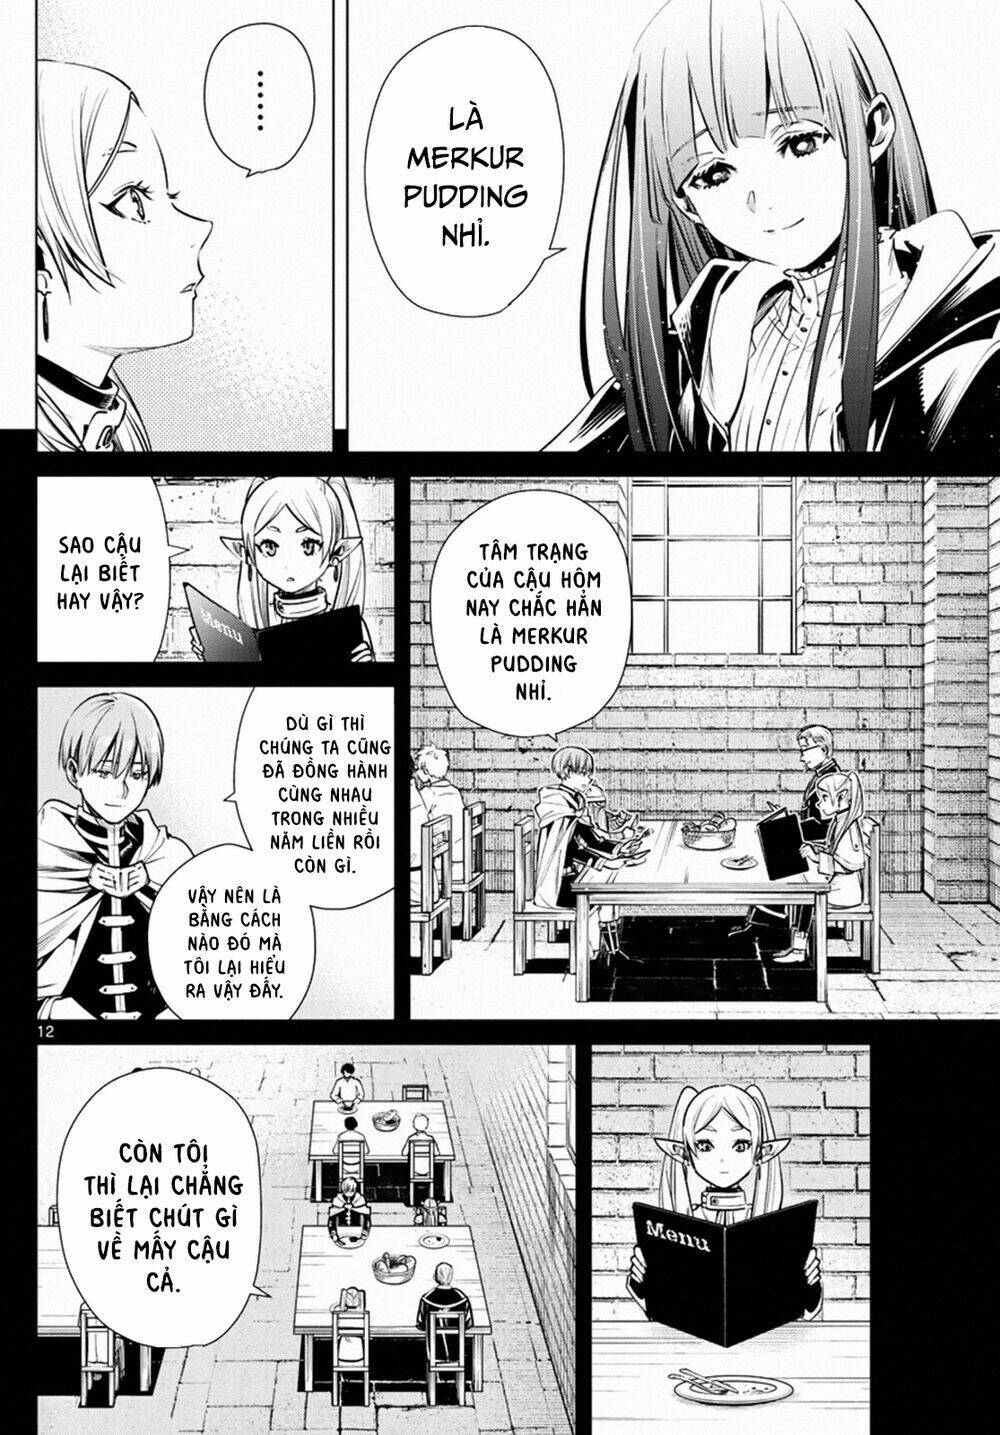 LÀ
MERKUR
PUDDING
NHỈ.
......
TÂM TRẠNG
CỦA CẬU HÔM
NAY CHẮC HẲN
LÀ MERKUR
PUDDING
NHỈ.
SAO CẬU
LẠI BIẾT
HAY VẬY?
Menu
DÙ GÌ THÌ
CHÚNG TA CŨNG
ĐÃ ĐỒNG HÀNH
CÙNG NHAU
TRONG NHIỀU
NĂM LIỀN RỒI
CÒN GÌ.
VẬY NÊN LÀ
BẰNG CÁCH
NÀO ĐÓ MÀ
TÔI LẠI HIỂU
RA VẬY ĐẤY.
12
Menu
CÒN TÔI
THÌ LẠI CHẲNG
BIẾT CHÚT GÌ
VỀ MẤY CẬU
CẢ.